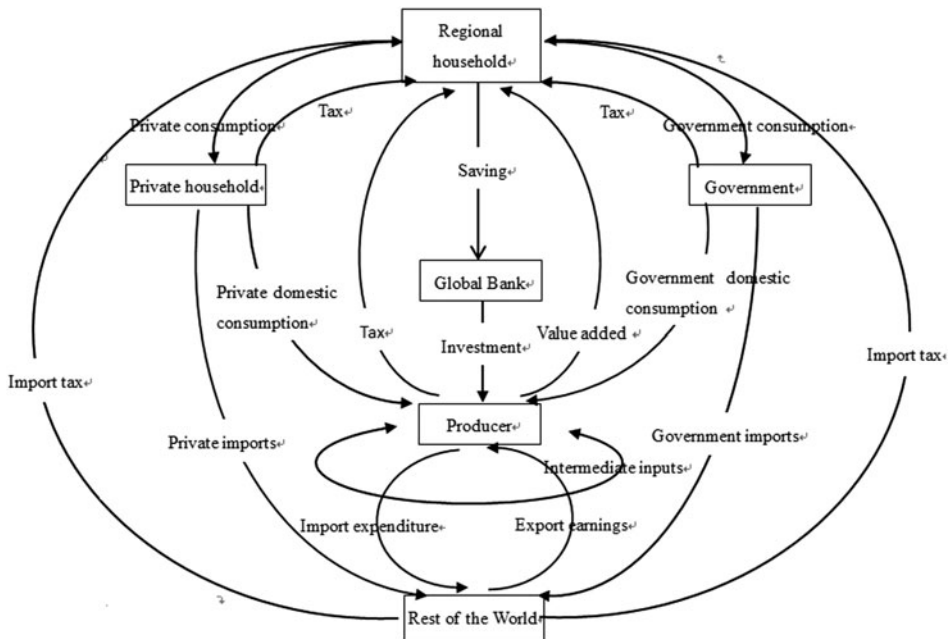 Regional
household
Tax
Tax
Private consumption
Government consumption
Private household
Saving
Government
Global Bank
Private domestic
consumption
Government domestic
consumption
Tax
Investment
Value added
Import tax
Import tax
Producer
Private imports
Government imports
Intermediate inputs
Import expenditure
Export earnings
Rest of the World